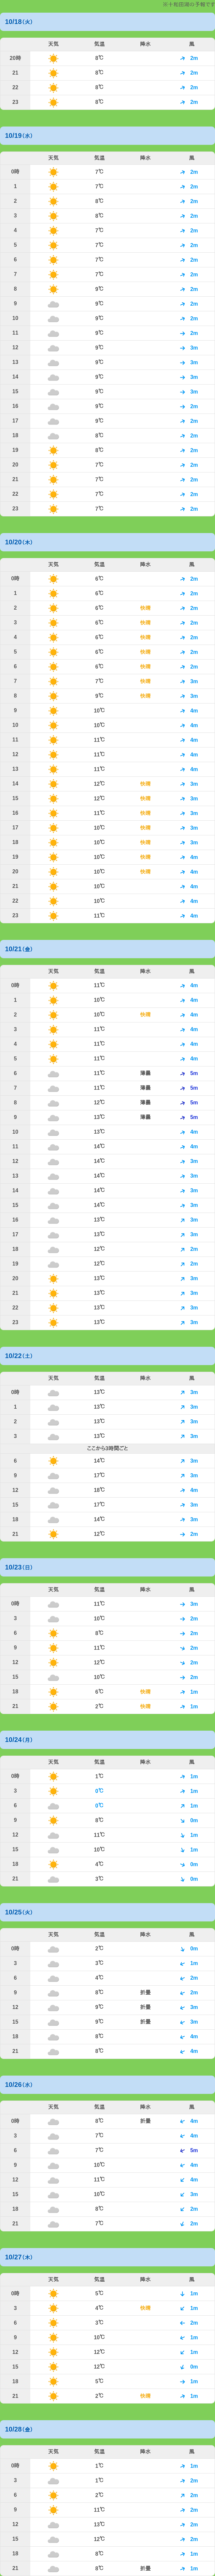 ※十和田湖の予報です
10/18(火)
天気 気温 降水 風
20時 8℃ 2m
21 8℃ 2m
22 8℃ 2m
23 8℃ 2m
10/19(水)
天気 気温 降水 風
0時 7℃ 2m
1 7℃ 2m
2 8℃ 2m
3 8℃ 2m
4 7℃ 2m
5 7℃ 2m
6 7℃ 2m
7 7℃ 2m
8 9℃ 2m
9 9℃ 2m
10 9℃ 2m
11 9℃ 2m
12 9℃ 3m
13 9℃ 3m
14 9℃ 3m
15 9℃ 3m
16 9℃ 2m
17 9℃ 2m
18 8℃ 2m
19 8℃ 2m
20 7℃ 2m
21 7℃ 2m
22 7℃ 2m
23 7℃ 2m
10/20(木)
天気 気温 降水 風
0時 6℃ 2m
1 6℃ 2m
2 6℃ 快晴 2m
3 6℃ 快晴 2m
4 6℃ 快晴 2m
5 6℃ 快晴 2m
6 6℃ 快晴 2m
7 7℃ 快晴 3m
8 9℃ 快晴 3m
9 10℃ 4m
10 10℃ 4m
11 11℃ 4m
12 11℃ 4m
13 11℃ 4m
14 12℃ 快晴 3m
15 12℃ 快晴 3m
16 11℃ 快晴 3m
17 10℃ 快晴 3m
18 10℃ 快晴 3m
19 10℃ 快晴 4m
20 10℃ 快晴 4m
21 10℃ 4m
22 10℃ 4m
23 11℃ 4m
10/21(金)
天気 気温 降水 風
0時 11℃ 4m
1 10℃ 4m
2 10℃ 快晴 4m
3 11℃ 4m
4 11℃ 4m
5 11℃ 4m
6 11℃ 薄曇 5m
7 11℃ 薄曇 5m
8 12℃ 薄曇 5m
9 13℃ 薄曇 5m
10 13℃ 4m
11 14℃ 4m
12 14℃ 3m
13 14℃ 3m
14 14℃ 3m
15 14℃ 3m
16 13℃ 3m
17 13℃ 3m
18 12℃ 2m
19 12℃ 2m
20 13℃ 3m
21 13℃ 3m
22 13℃ 3m
23 13℃ 3m
10/22(土)
天気 気温 降水 風
0時 13℃ 3m
1 13℃ 3m
2 13℃ 3m
3 13℃ 3m
ここから3時間ごと
6 14℃ 3m
9 17℃ 3m
12 18℃ 4m
15 17℃ 3m
18 14℃ 3m
21 12℃ 2m
10/23(日)
天気 気温 降水 風
0時 11℃ 3m
3 10℃ 2m
6 8℃ 2m
9 11℃ 2m
12 12℃ 2m
15 10℃ 2m
18 6℃ 快晴 1m
21 2℃ 快晴 1m
10/24(月)
天気 気温 降水 風
0時 1℃ 1m
3 0℃ 1m
6 0℃ 1m
9 8℃ 0m
12 11℃ 1m
15 10℃ 1m
18 4℃ 0m
21 3℃ 0m
10/25(火)
天気 気温 降水 風
0時 2℃ 0m
3 3℃ 1m
6 4℃ 2m
9 8℃ 折曇 2m
12 9℃ 折曇 3m
15 9℃ 折曇 3m
18 8℃ 4m
21 8℃ 4m
10/26(水)
天気 気温 降水 風
0時 8℃ 折曇 4m
3 7℃ 4m
6 7℃ 5m
9 10℃ 4m
12 11℃ 4m
15 10℃ 3m
18 8℃ 2m
21 7℃ 2m
10/27(木)
天気 気温 降水 風
0時 5℃ 1m
3 4℃ 快晴 1m
6 3℃ 2m
9 10℃ 1m
12 12℃ 1m
15 12℃ 0m
18 5℃ 1m
21 2℃ 快晴 1m
10/28(金)
天気 気温 降水 風
0時 1℃ 1m
3 1℃ 2m
6 2℃ 2m
9 11℃ 2m
12 13℃ 2m
15 12℃ 2m
18 8℃ 1m
21 8℃ 折曇 1m